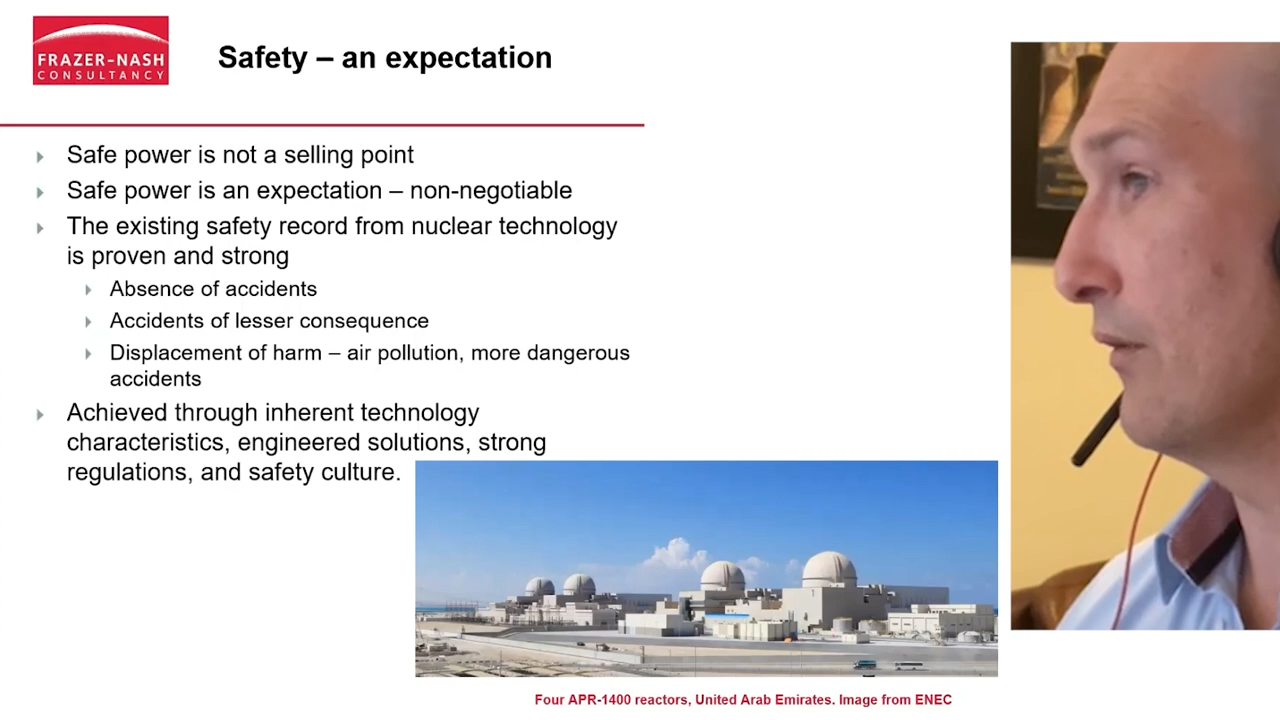 FRAZER-NASH
CONSULTANCY
Safety – an expectation
Safe power is not a selling point
Safe power is an expectation – non-negotiable
The existing safety record from nuclear technology
is proven and strong
Absence of accidents
Accidents of lesser consequence
Displacement of harm – air pollution, more dangerous
accidents
Achieved through inherent technology
characteristics, engineered solutions, strong
regulations, and safety culture.
Four APR-1400 reactors, United Arab Emirates. Image from ENEC